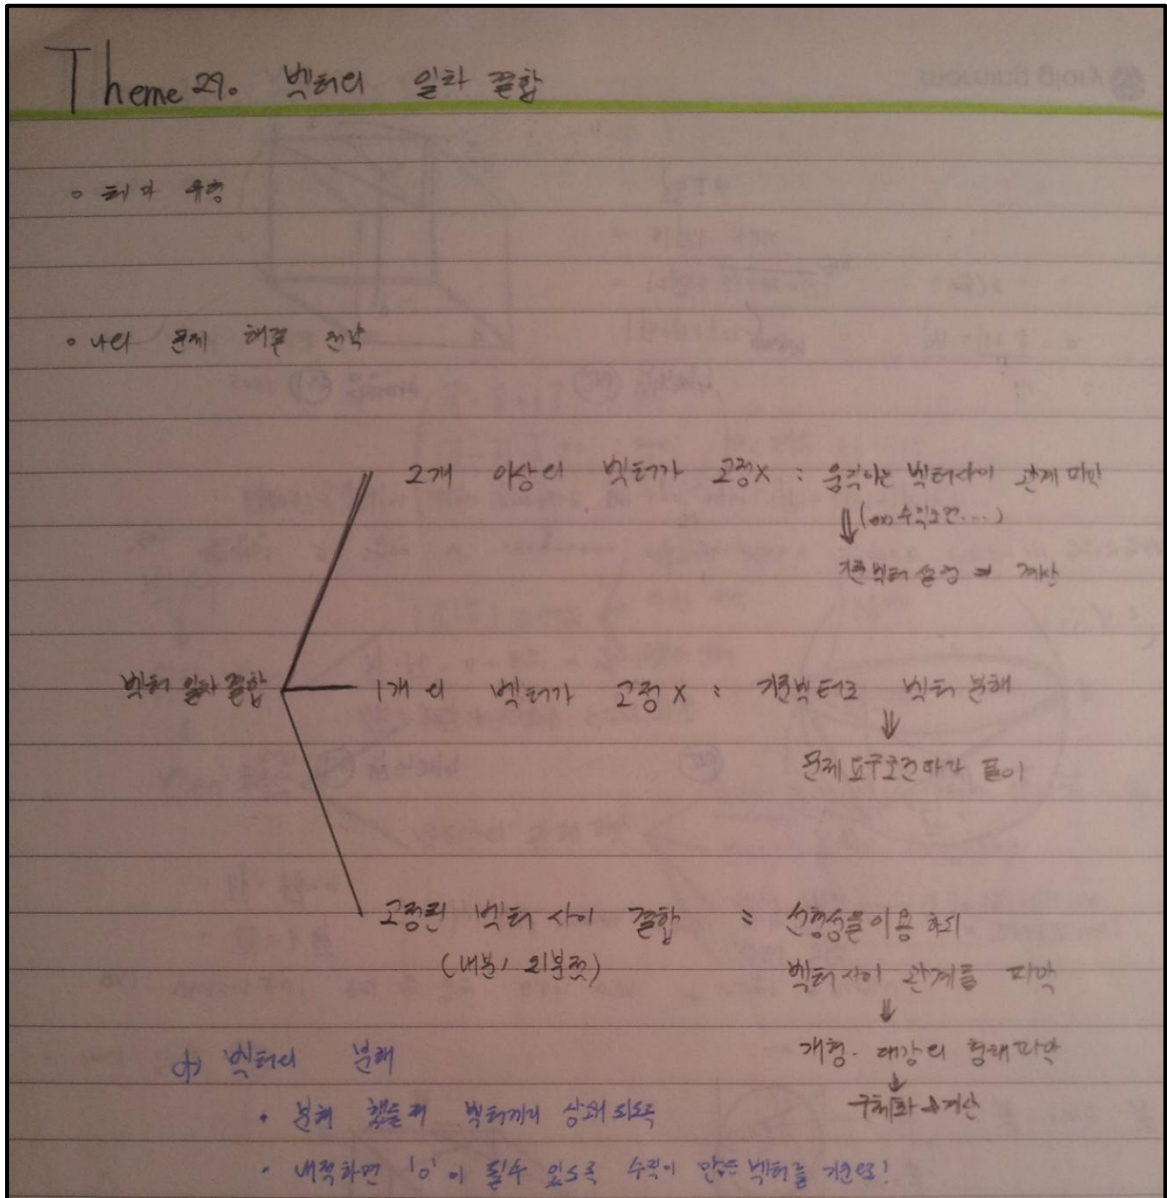 Theme 29. 벡터의 일차 결합
◦ 테마 유형
◦ 나의 문제 해결 전략
2개 이상의 벡터가 고정X : 움직이는 벡터사이 관계 파악
⇓(ex) 수직조건...)
기준벡터 설정 계산
벡터 일차 결합
1개의 벡터가 고정X : 기준벡터로 벡터 분해
⇓
문제 요구조건 따라 풀이
고정된 벡터 사이 결합 : 선형성을 이용 하되
(내분, 외분점)
벡터사이 관계를 파악
⇓
개형. 대강의 형태파악
↓
구체화 계산
벡터의 분해
• 분해 했을때 벡터끼리 상쇄 되도록
• 내적하면 '0'이 될수 있도록 수직이 많은 벡터를 기준으로!